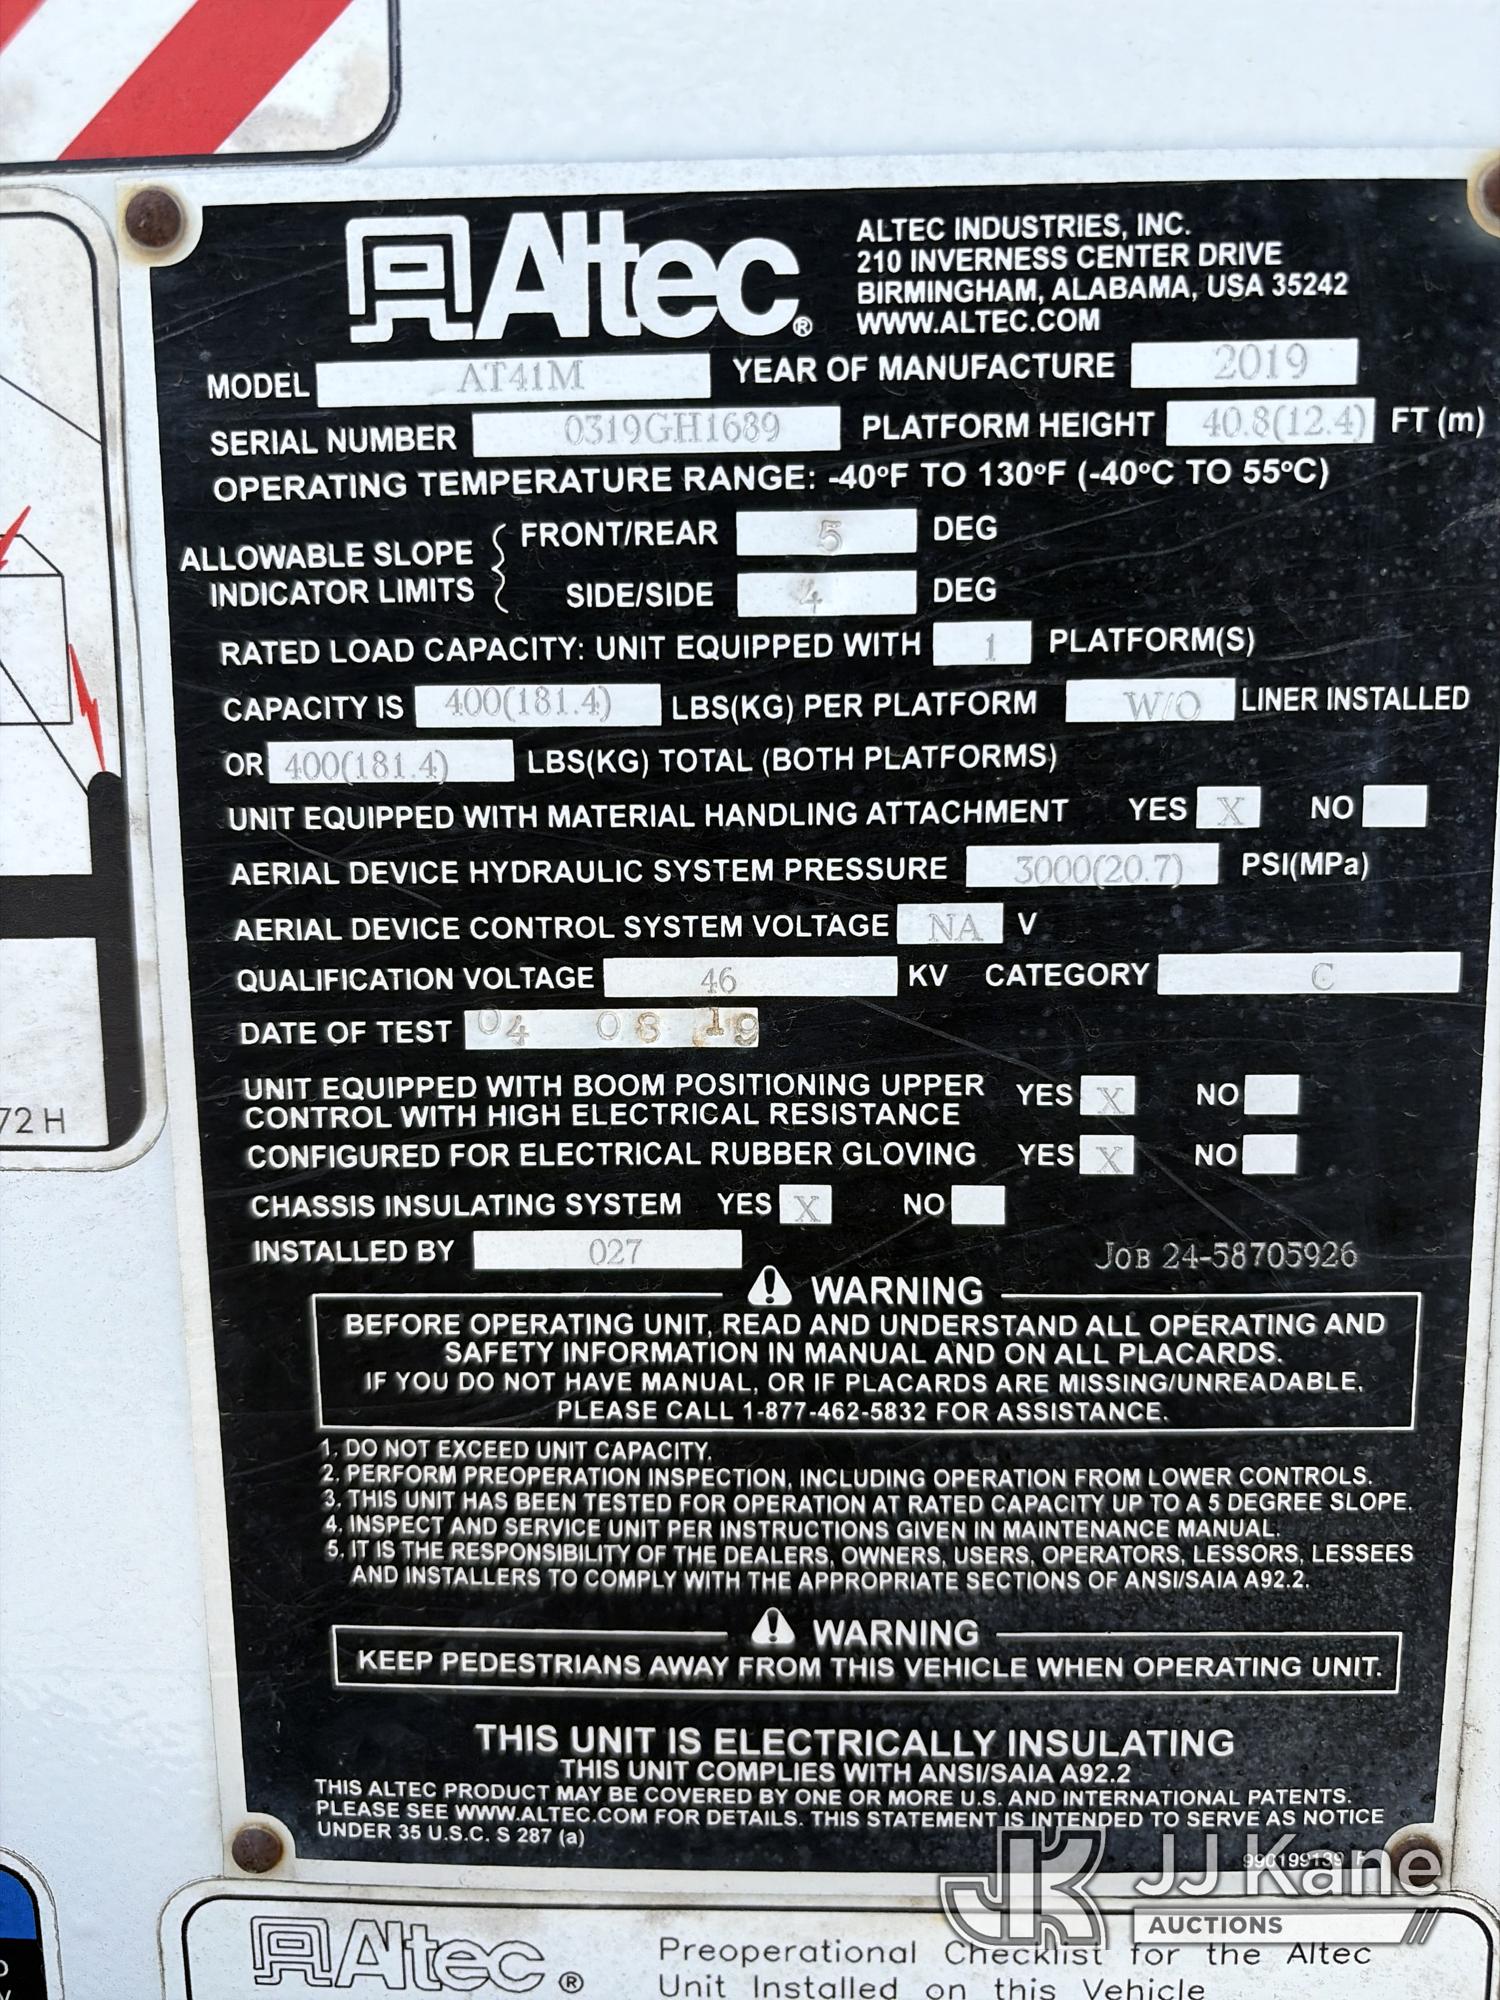 Altec®
ALTEC INDUSTRIES, INC.
210 INVERNESS CENTER DRIVE
BIRMINGHAM, ALABAMA, USA 35242
WWW.ALTEC.COM
MODEL AT41M YEAR OF MANUFACTURE 2019
SERIAL NUMBER 0319GH1689 PLATFORM HEIGHT 40.8(12.4) FT (m)
OPERATING TEMPERATURE RANGE: -40°F TO 130°F (-40°C TO 55°C)
ALLOWABLE SLOPE INDICATOR LIMITS { FRONT/REAR 5 DEG
SIDE/SIDE 4 DEG
RATED LOAD CAPACITY: UNIT EQUIPPED WITH 1 PLATFORM(S)
CAPACITY IS 400(181.4) LBS(KG) PER PLATFORM W/O LINER INSTALLED
OR 400(181.4) LBS(KG) TOTAL (BOTH PLATFORMS)
UNIT EQUIPPED WITH MATERIAL HANDLING ATTACHMENT YES X NO
AERIAL DEVICE HYDRAULIC SYSTEM PRESSURE 3000(20.7) PSI(MPa)
AERIAL DEVICE CONTROL SYSTEM VOLTAGE NA V
QUALIFICATION VOLTAGE 46 KV CATEGORY C
DATE OF TEST 04 08 19
UNIT EQUIPPED WITH BOOM POSITIONING UPPER
CONTROL WITH HIGH ELECTRICAL RESISTANCE YES X NO
CONFIGURED FOR ELECTRICAL RUBBER GLOVING YES X NO
CHASSIS INSULATING SYSTEM YES X NO
INSTALLED BY 027 JOB 24-58705926
WARNING
BEFORE OPERATING UNIT, READ AND UNDERSTAND ALL OPERATING AND
SAFETY INFORMATION IN MANUAL AND ON ALL PLACARDS.
IF YOU DO NOT HAVE MANUAL, OR IF PLACARDS ARE MISSING/UNREADABLE,
PLEASE CALL 1-877-462-5832 FOR ASSISTANCE.
1. DO NOT EXCEED UNIT CAPACITY.
2. PERFORM PREOPERATION INSPECTION, INCLUDING OPERATION FROM LOWER CONTROLS.
3. THIS UNIT HAS BEEN TESTED FOR OPERATION AT RATED CAPACITY UP TO A 5 DEGREE SLOPE.
4. INSPECT AND SERVICE UNIT PER INSTRUCTIONS GIVEN IN MAINTENANCE MANUAL.
5. IT IS THE RESPONSIBILITY OF THE DEALERS, OWNERS, USERS, OPERATORS, LESSORS, LESSEES
AND INSTALLERS TO COMPLY WITH THE APPROPRIATE SECTIONS OF ANSI/SAIA A92.2.
WARNING
KEEP PEDESTRIANS AWAY FROM THIS VEHICLE WHEN OPERATING UNIT.
THIS UNIT IS ELECTRICALLY INSULATING
THIS UNIT COMPLIES WITH ANSI/SAIA A92.2
THIS ALTEC PRODUCT MAY BE COVERED BY ONE OR MORE U.S. AND INTERNATIONAL PATENTS.
PLEASE SEE WWW.ALTEC.COM FOR DETAILS. THIS STATEMENT IS INTENDED TO SERVE AS NOTICE
UNDER 35 U.S.C. S 287 (a)
990199139
72 H
JK JJ Kane
AUCTIONS
Altec®
Preoperational Checklist for the Altec
Unit Installed on this Vehicle